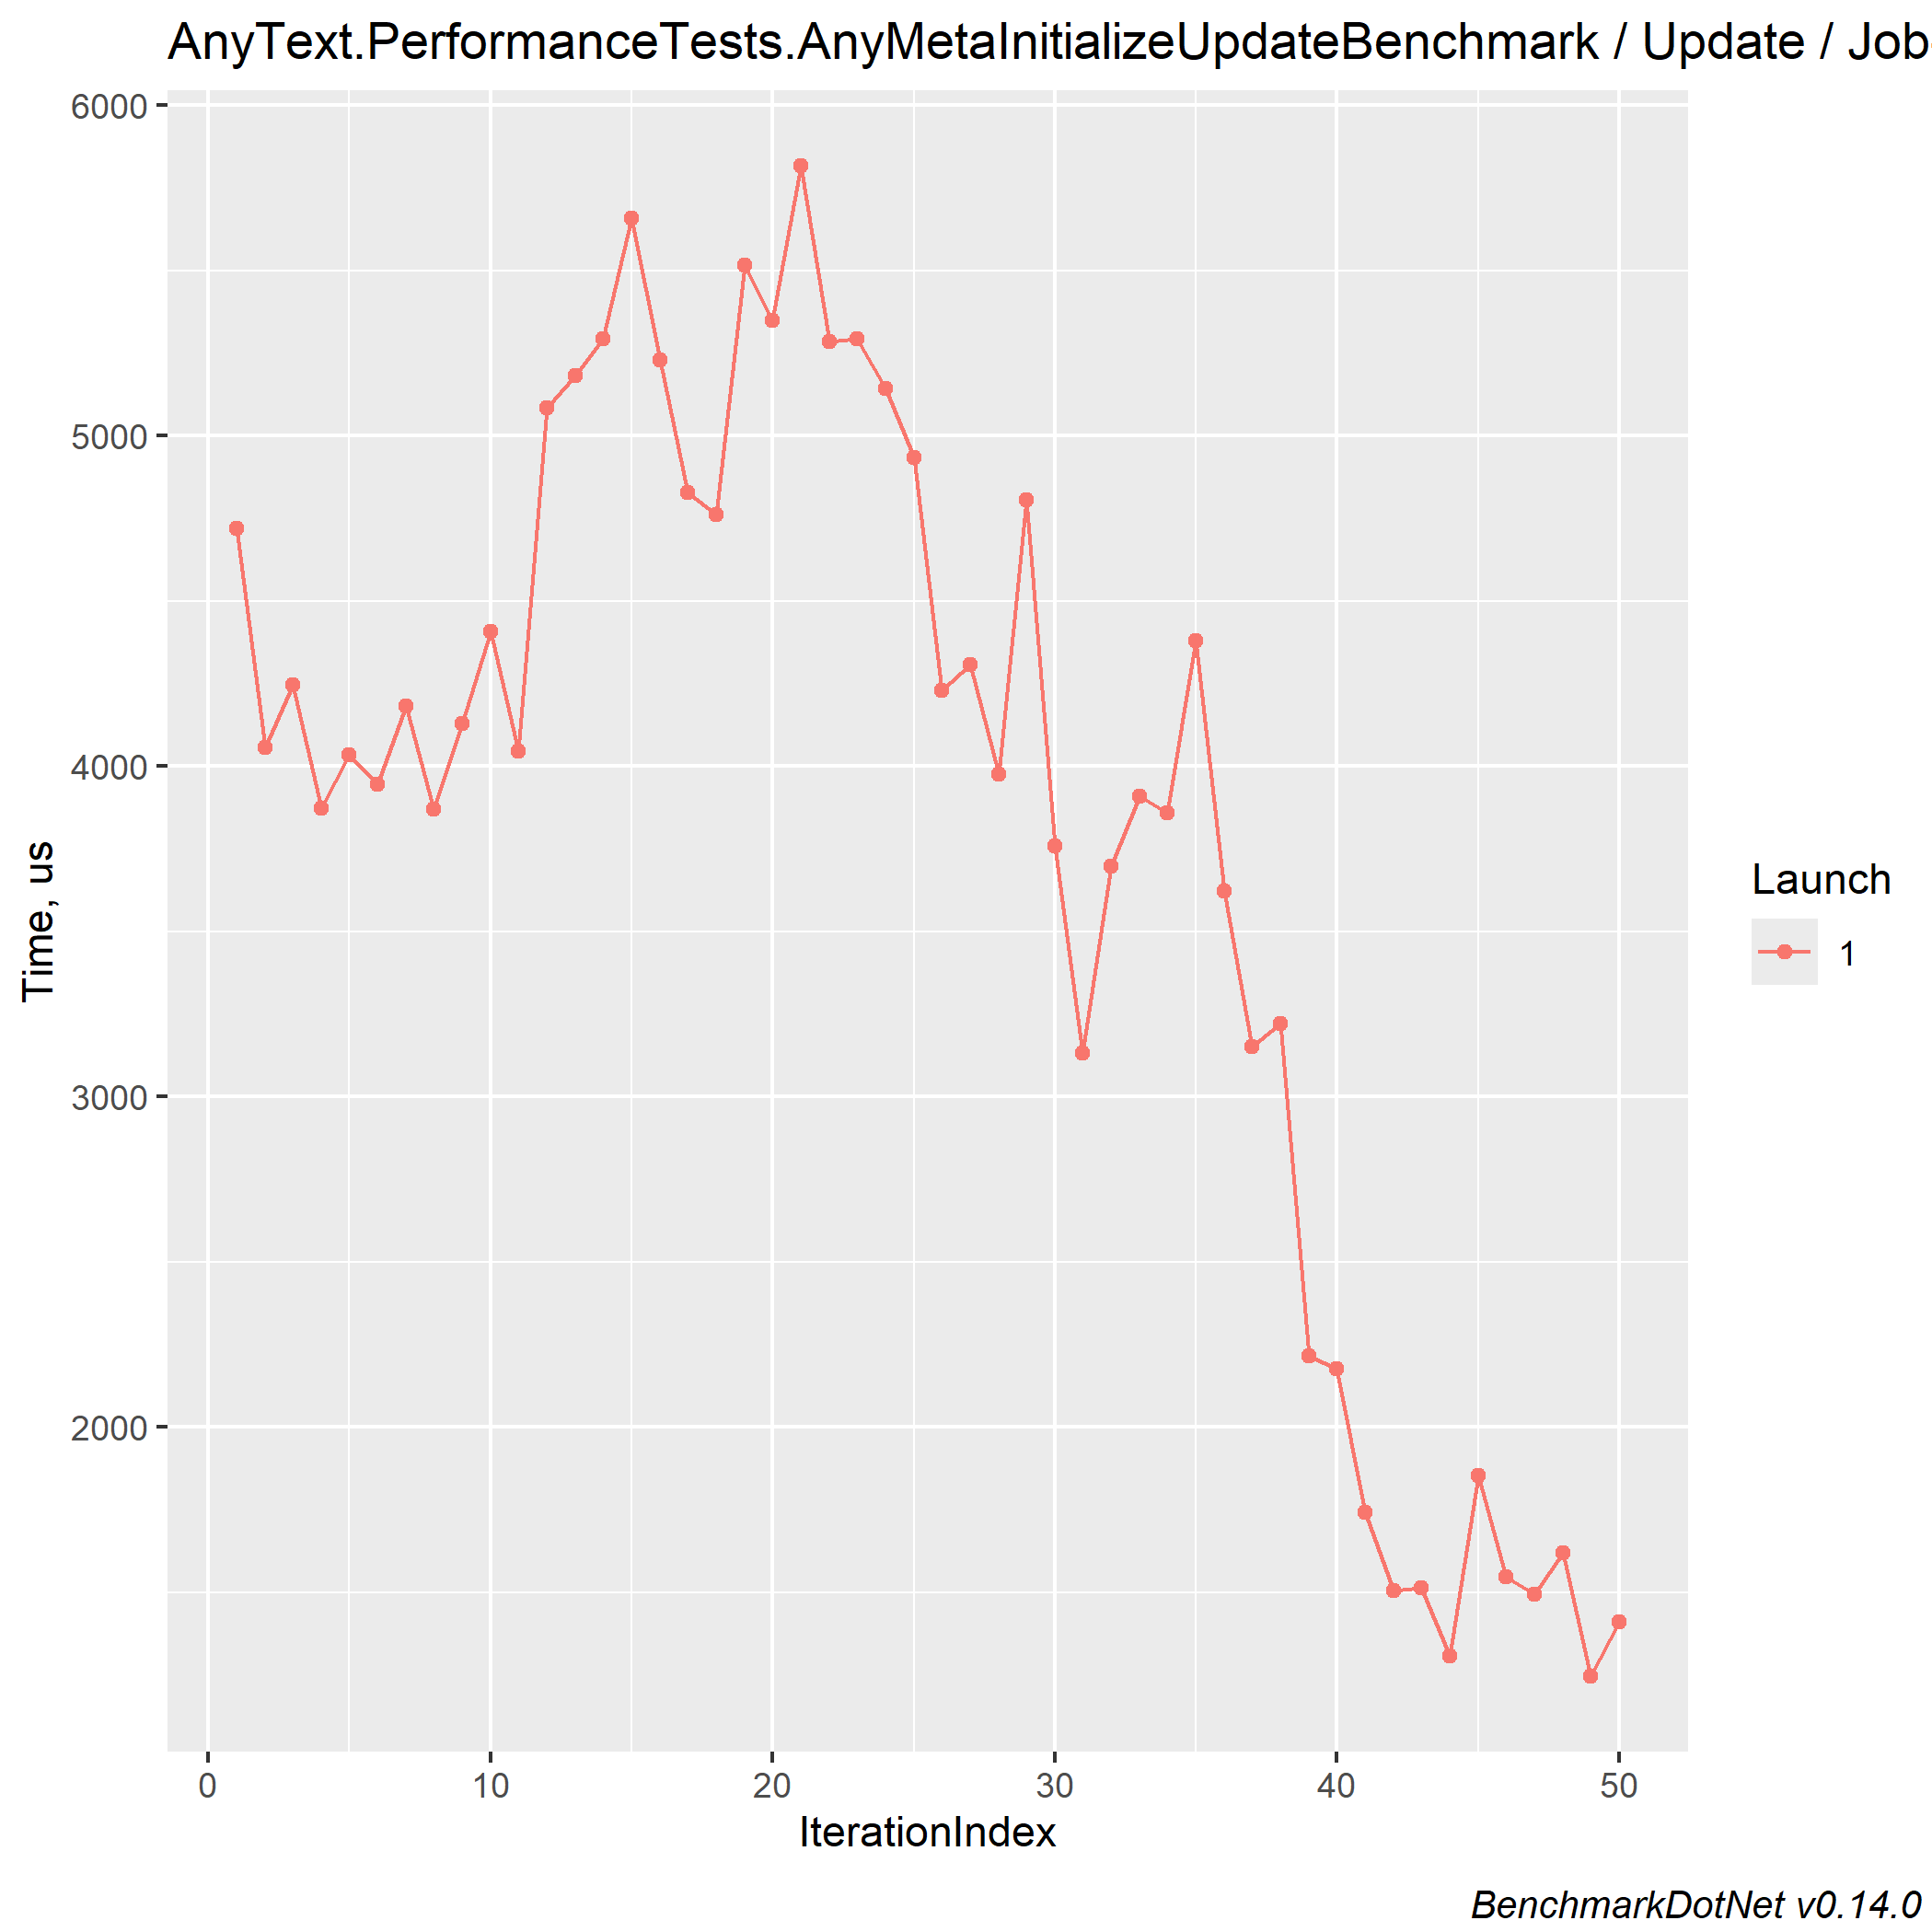 AnyText.PerformanceTests.AnyMetaInitializeUpdateBenchmark / Update / Job
6000
5000
4000
3000
2000
Time, us
0 10 20 30 40 50
IterationIndex
Launch
1
BenchmarkDotNet v0.14.0